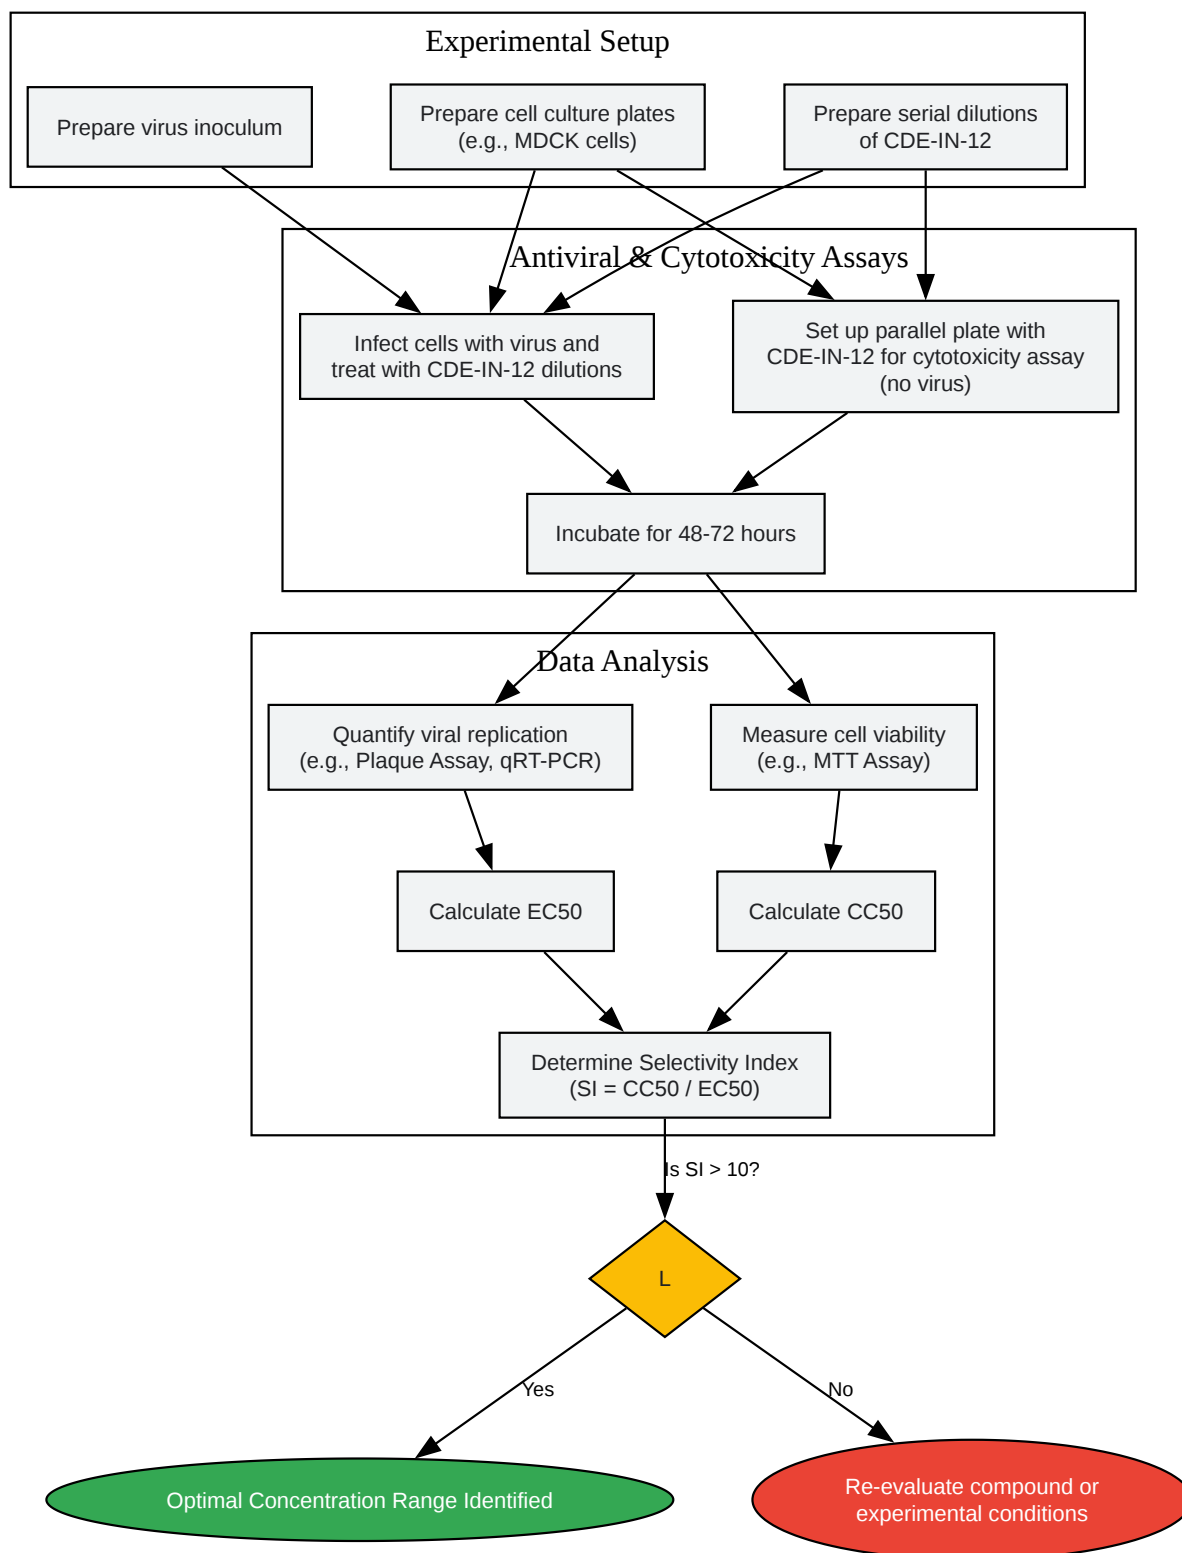 Experimental Setup
Prepare virus inoculum
Prepare cell culture plates
(e.g., MDCK cells)
Prepare serial dilutions
of CDE-IN-12
Antiviral & Cytotoxicity Assays
Infect cells with virus and
treat with CDE-IN-12 dilutions
Set up parallel plate with
CDE-IN-12 for cytotoxicity assay
(no virus)
Incubate for 48-72 hours
Data Analysis
Quantify viral replication
(e.g., Plaque Assay, qRT-PCR)
Measure cell viability
(e.g., MTT Assay)
Calculate EC50
Calculate CC50
Determine Selectivity Index
(SI = CC50 / EC50)
Is SI > 10?
L
Yes
No
Optimal Concentration Range Identified
Re-evaluate compound or
experimental conditions